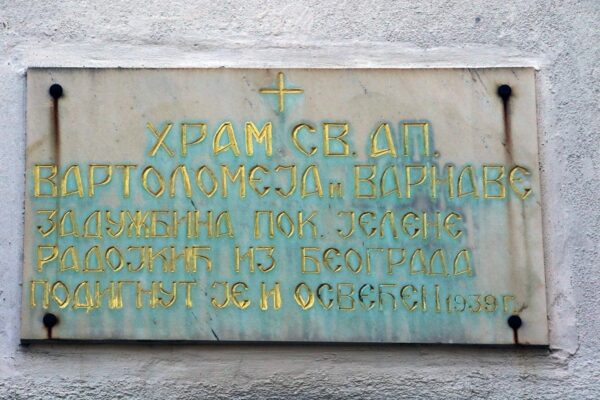 ХРАМ СВ. АП.
ВАРТОЛОМЕЈА И ВАРНАВЕ
ЗАДУЖБИНА ПОК. ЈЕЛЕНЕ
РАДОЈКИЋ ИЗ БЕОГРАДА
ПОДИГНУТ ЈЕ И ОСВЕЋЕН 1939 Г.